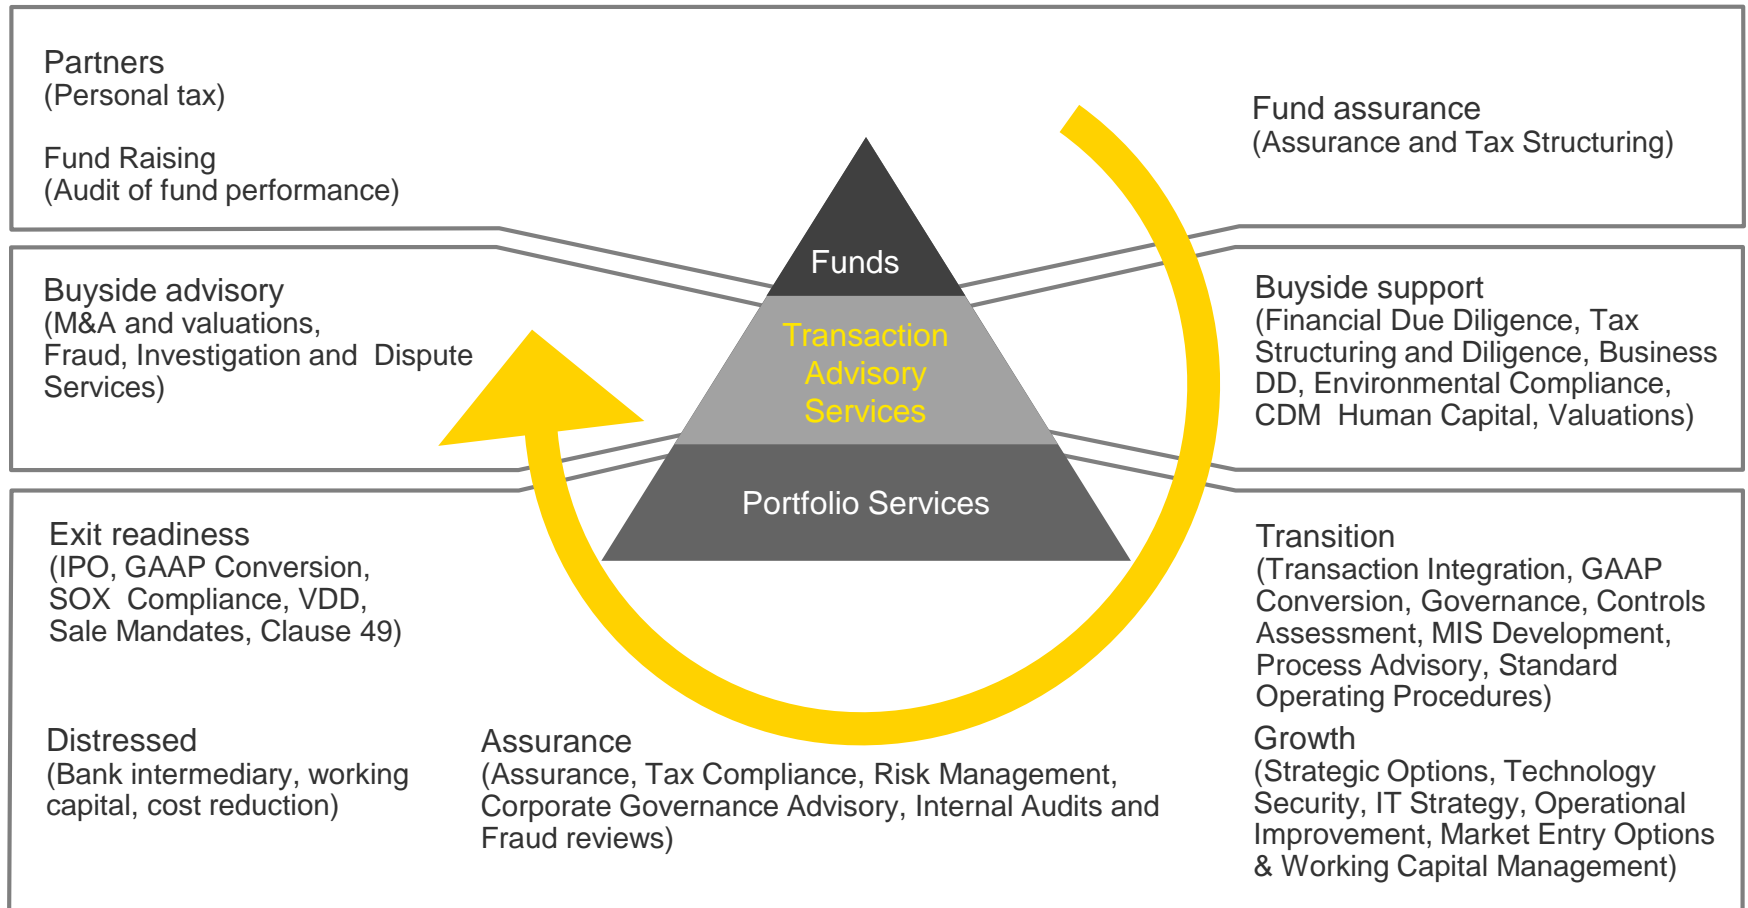 Partners
(Personal tax)
Fund Raising
(Audit of fund performance)
Fund assurance
(Assurance and Tax Structuring)
Funds
Buyside advisory
(M&A and valuations,
Fraud, Investigation and  Dispute
Services)
Transaction
Advisory
Services
Buyside support
(Financial Due Diligence, Tax
Structuring and Diligence, Business
DD, Environmental Compliance,
CDM  Human Capital, Valuations)
Portfolio Services
Exit readiness
(IPO, GAAP Conversion,
SOX  Compliance, VDD,
Sale Mandates, Clause 49)
Transition
(Transaction Integration, GAAP
Conversion, Governance, Controls
Assessment, MIS Development,
Process Advisory, Standard
Operating Procedures)
Distressed
(Bank intermediary, working
capital, cost reduction)
Assurance
(Assurance, Tax Compliance, Risk Management,
Corporate Governance Advisory, Internal Audits and
Fraud reviews)
Growth
(Strategic Options, Technology
Security, IT Strategy, Operational
Improvement, Market Entry Options
& Working Capital Management)